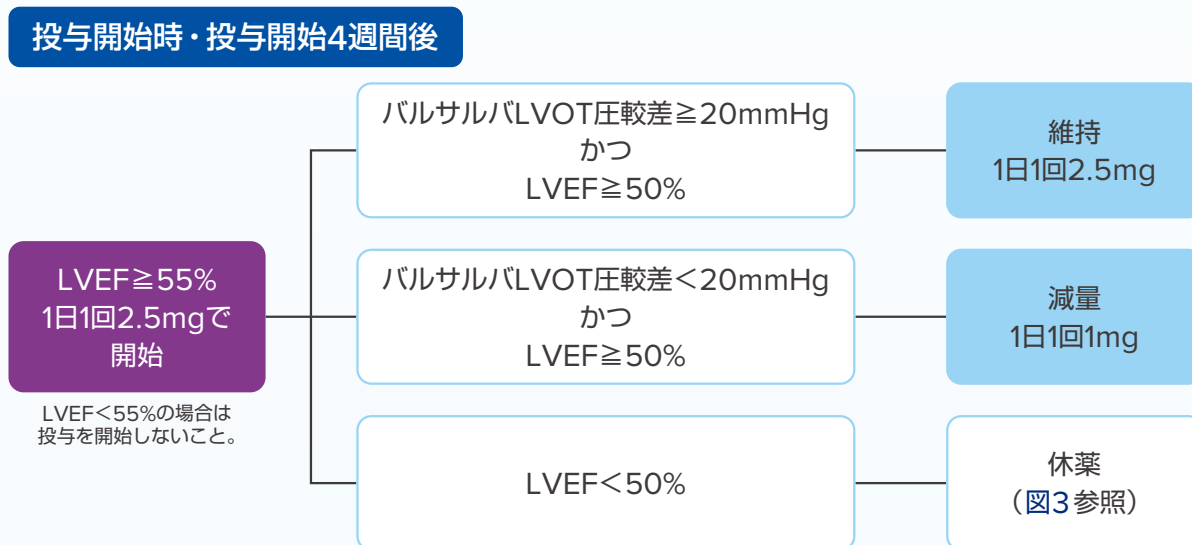 投与開始時・投与開始4週間後
バルサルバLVOT圧較差≧20mmHg
かつ
LVEF≧50%
維持
1日1回2.5mg
LVEF≧55%
1日1回2.5mgで
開始
LVEF<55%の場合は
投与を開始しないこと。
バルサルバLVOT圧較差<20mmHg
かつ
LVEF≧50%
減量
1日1回1mg
LVEF<50%
休薬
（図3参照）